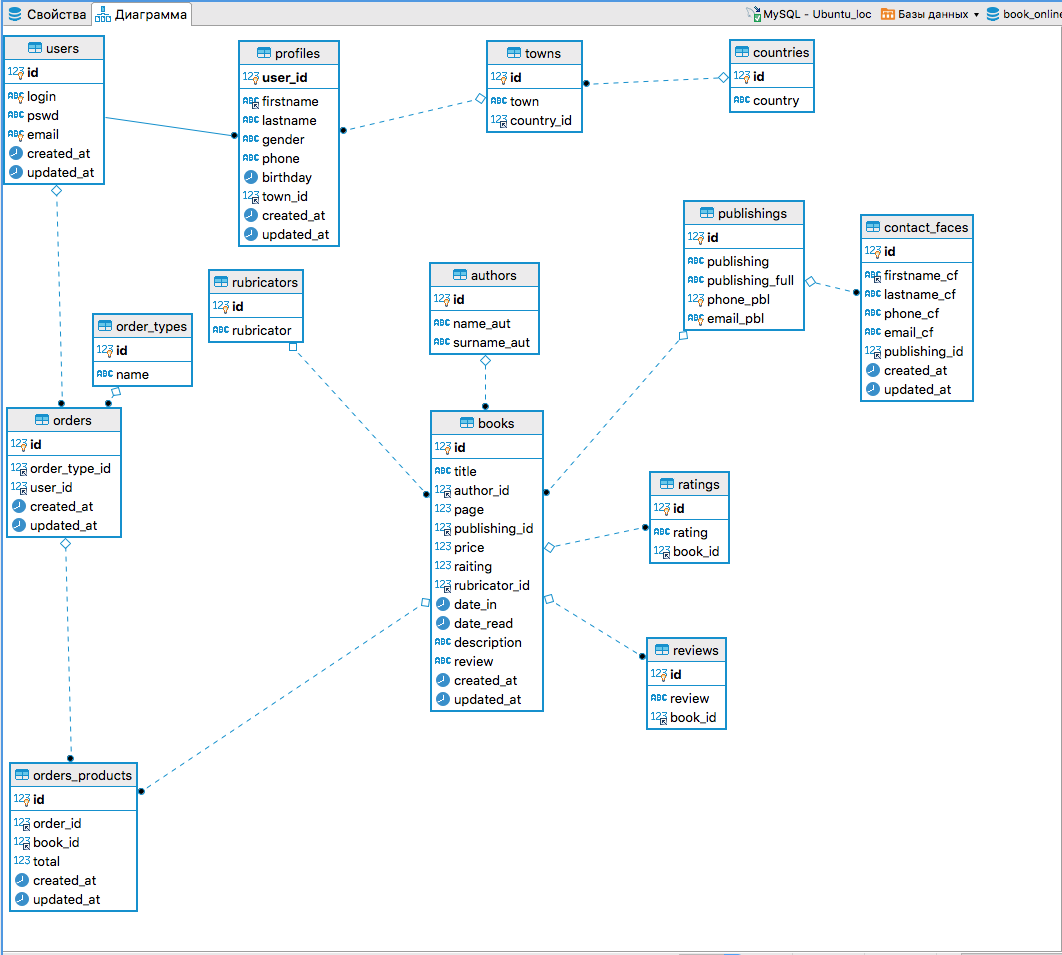 Свойства
Диаграмма
MySQL - Ubuntu_loc
Базы данных
book_online
users
123 id
ABC login
ABC pswd
ABC email
created_at
updated_at
profiles
123 user_id
ABC firstname
ABC lastname
ABC gender
ABC phone
birthday
123 town_id
created_at
updated_at
towns
123 id
ABC town
123 country_id
countries
123 id
ABC country
publishings
123 id
ABC publishing
ABC publishing_full
123 phone_pbl
ABC email_pbl
contact_faces
123 id
ABC firstname_cf
ABC lastname_cf
ABC phone_cf
ABC email_cf
123 publishing_id
created_at
updated_at
rubricators
123 id
ABC rubricator
authors
123 id
ABC name_aut
ABC surname_aut
order_types
123 id
ABC name
orders
123 id
123 order_type_id
123 user_id
created_at
updated_at
books
123 id
ABC title
123 author_id
123 page
123 publishing_id
123 price
123 raiting
123 rubricator_id
date_in
date_read
ABC description
ABC review
created_at
updated_at
ratings
123 id
ABC rating
123 book_id
reviews
123 id
ABC review
123 book_id
orders_products
123 id
123 order_id
123 book_id
123 total
created_at
updated_at